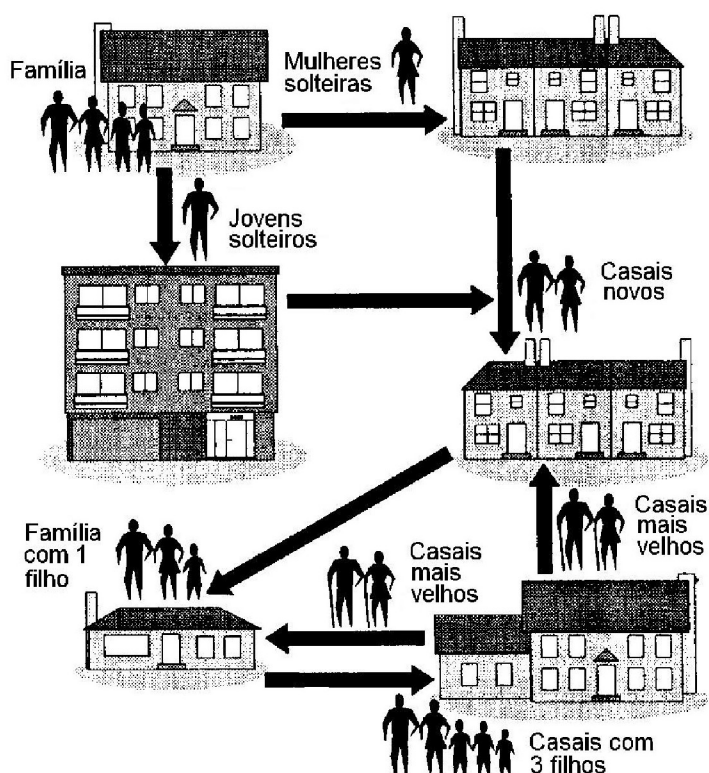 Família
Mulheres
solteiras
Jovens
solteiros
Casais
novos
Família
com 1
filho
Casais
mais
velhos
Casais
mais
velhos
Casais com
3 filhos